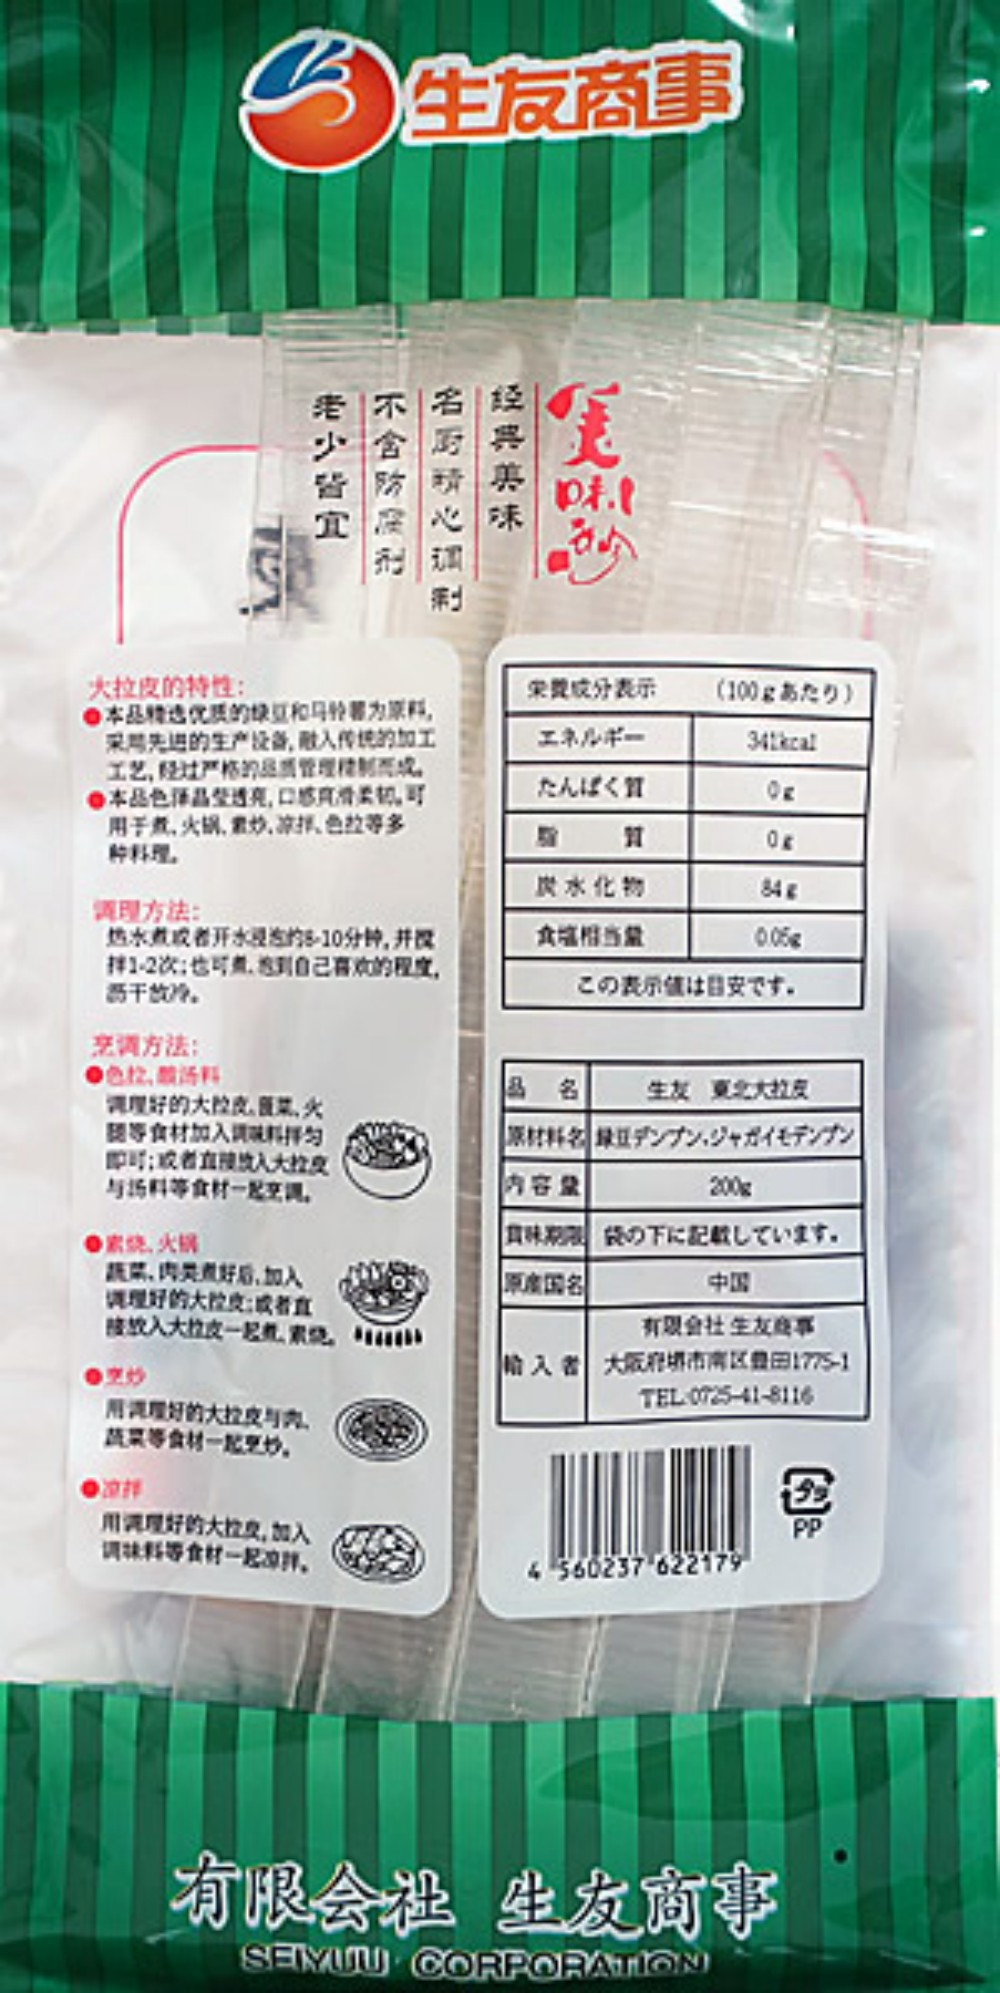 生友商事
美味秘
经典美味
名厨精心调制
不含防腐剂
老少皆宜
大拉皮的特性：
●本品精选优质的绿豆和马铃薯为原料，
采用先进的生产设备，融入传统的加工
工艺，经过严格的品质管理精制而成。
●本品色泽晶莹透亮，口感爽滑柔韧。可
用于煮、火锅、素炒、凉拌、色拉等多
种料理。
调理方法：
热水煮或者开水浸泡约8-10分钟，并搅
拌1-2次；也可煮、泡到自己喜欢的程度，
沥干放冷。
烹调方法：
●色拉、酸汤料
调理好的大拉皮、蔬菜、火
腿等食材加入调味料拌匀
即可；或者直接放入大拉皮
与汤料等食材一起烹调。
●素烧、火锅
蔬菜、肉类煮好后，加入
调理好的大拉皮；或者直
接放入大拉皮一起煮、素烧。
●烹炒
用调理好的大拉皮与肉、
蔬菜等食材一起烹炒。
●凉拌
用调理好的大拉皮，加入
调味料等食材一起凉拌。
栄養成分表示 （100gあたり）
エネルギー 341kcal
たんぱく質 0g
脂 質 0g
炭水化物 84g
食塩相当量 0.05g
この表示値は目安です。
品 名 生友 東北大拉皮
原材料名 緑豆デンプン、ジャガイモデンプン
内容量 200g
賞味期限 袋の下に記載しています。
原産国名 中国
輸入者 有限会社 生友商事
大阪府堺市南区豊田1775-1
TEL:0725-41-8116
4 560237 622179
プラ
PP
有限会社 生友商事
SEIYUU CORPORATION